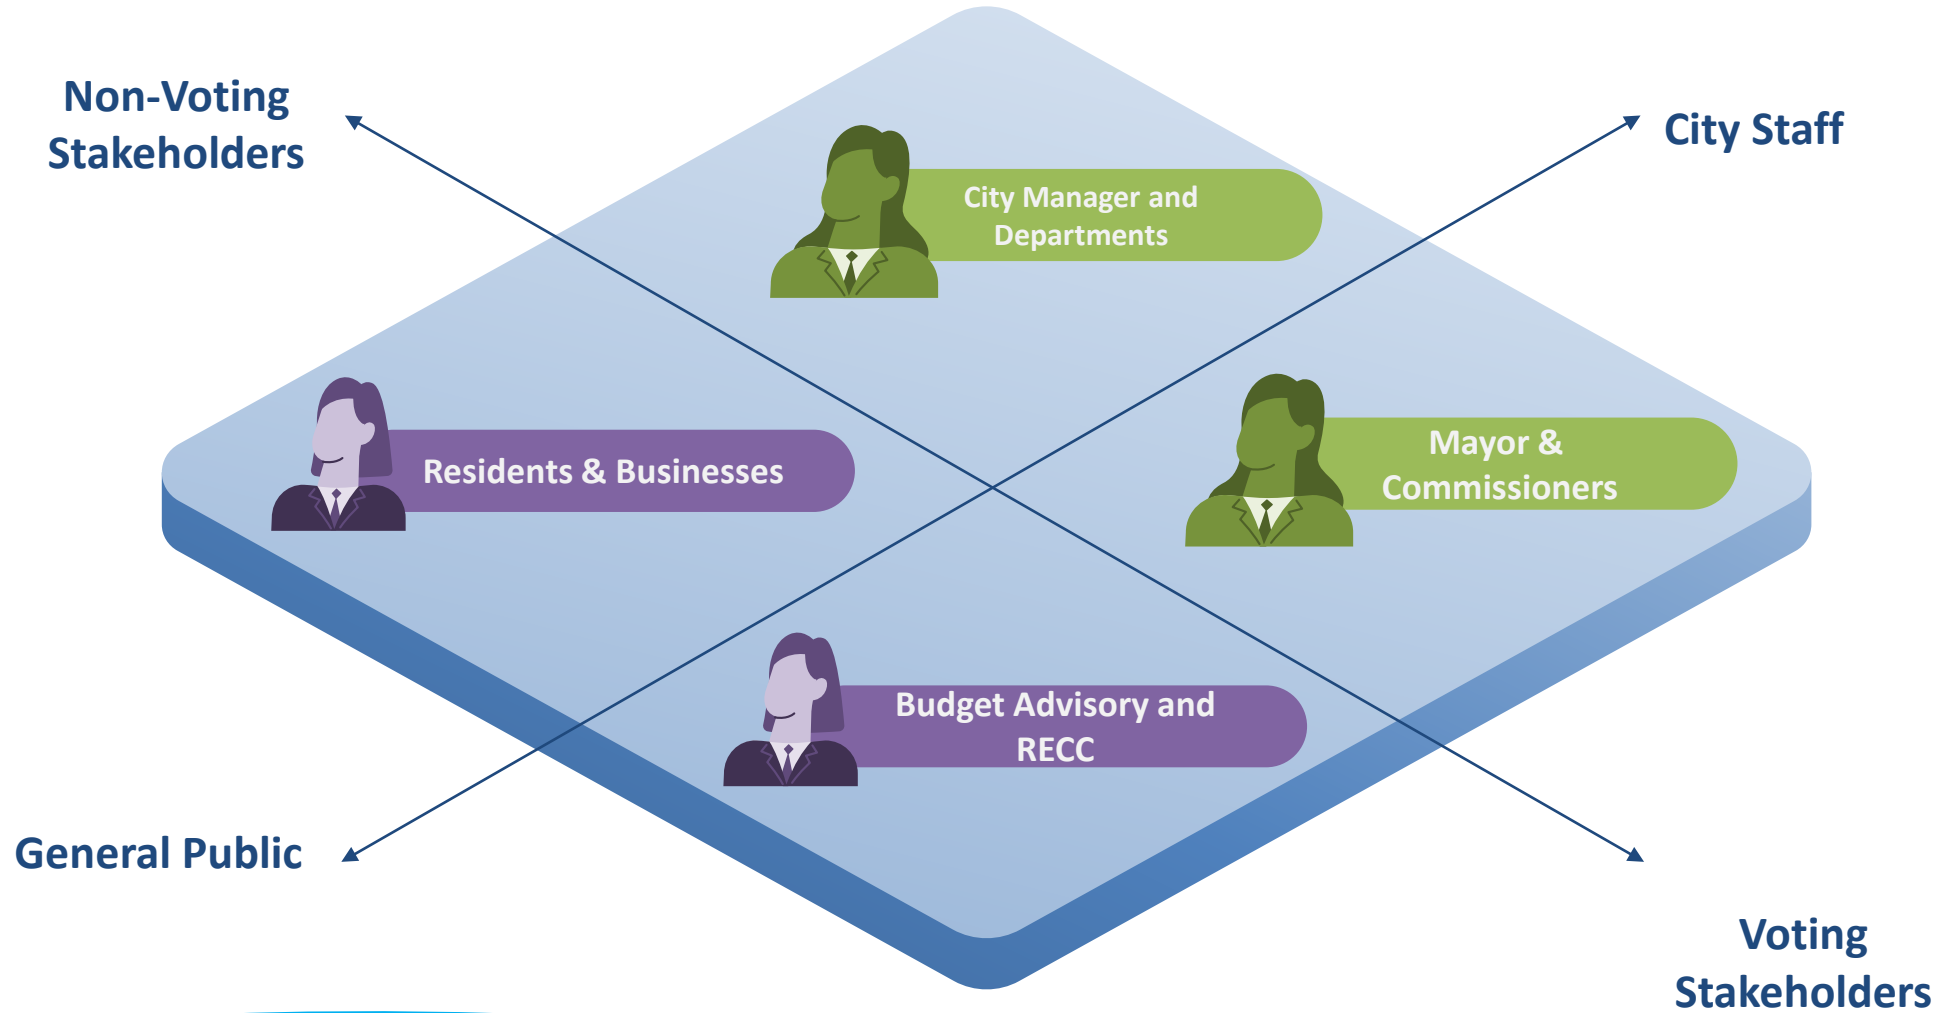 Non-Voting
Stakeholders
City Staff
City Manager and
Departments
Residents & Businesses
Mayor &
Commissioners
Budget Advisory and
RECC
General Public
Voting
Stakeholders